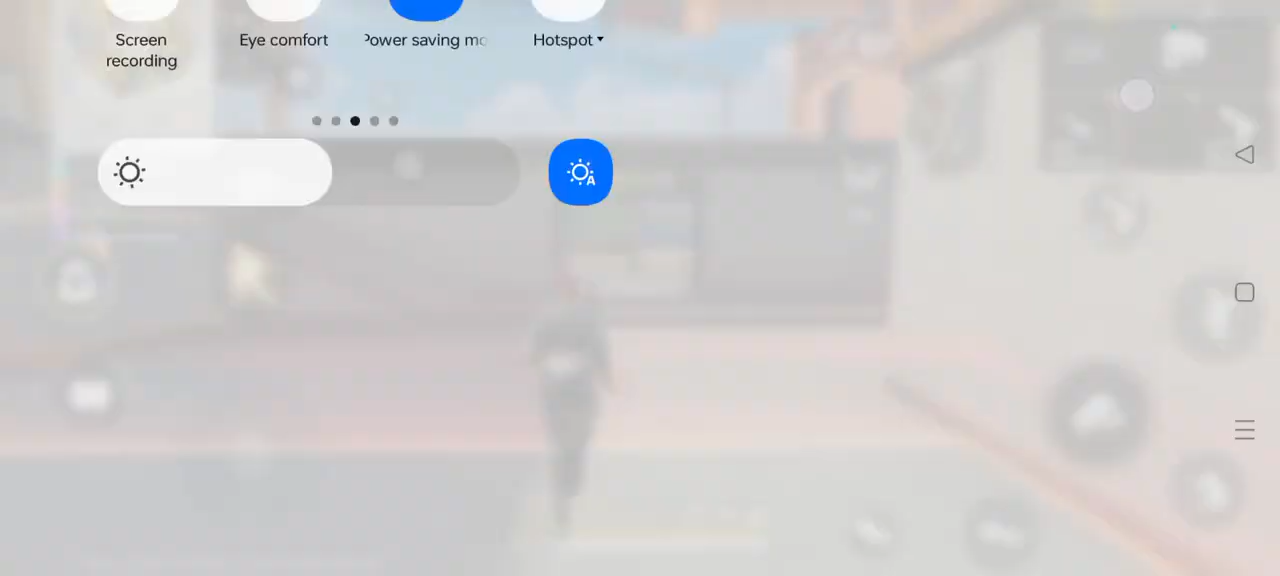 Screen
recording
Eye comfort
Power saving mo
Hotspot
A